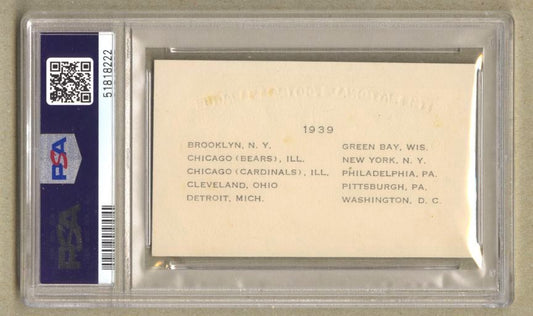 51818222
PSA
PSA
1939
BROOKLYN, N. Y.
CHICAGO (BEARS), ILL.
CHICAGO (CARDINALS), ILL.
CLEVELAND, OHIO
DETROIT, MICH.
GREEN BAY, WIS.
NEW YORK, N. Y.
PHILADELPHIA, PA.
PITTSBURGH, PA.
WASHINGTON, D. C.